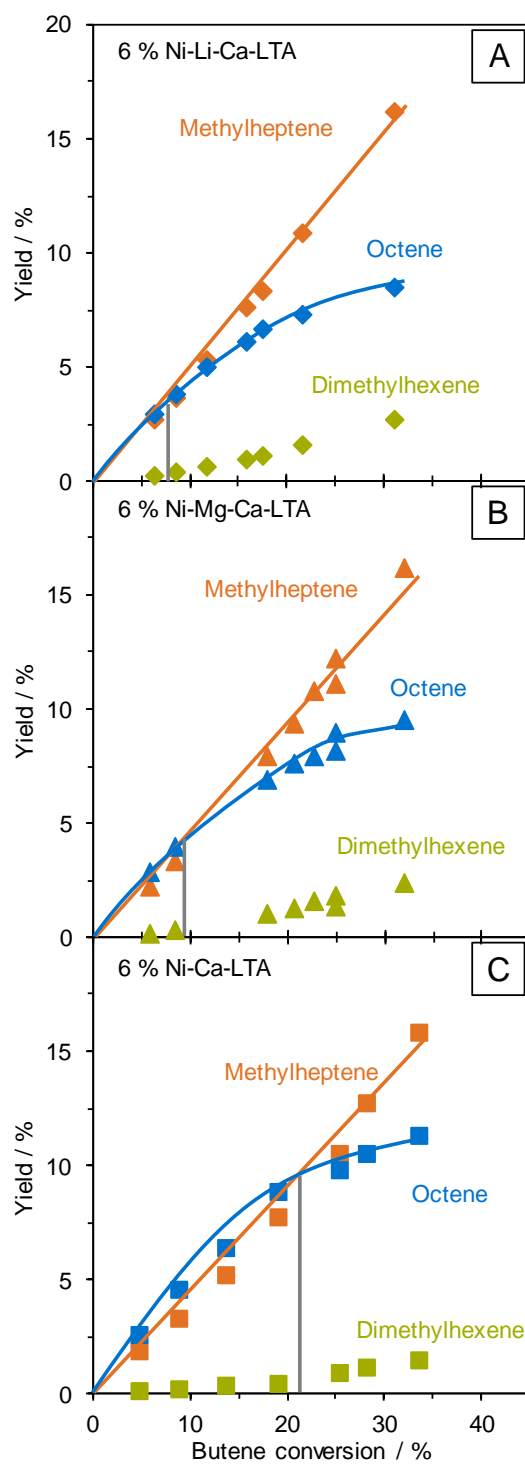 20
6 % Ni-Li-Ca-LTA
A
Methylheptene
15
Yield / %
10
Octene
5
Dimethylhexene
0
6 % Ni-Mg-Ca-LTA
B
Methylheptene
15
Yield / %
Octene
10
5
Dimethylhexene
0
6 % Ni-Ca-LTA
C
15
Methylheptene
Yield / %
10
Octene
5
Dimethylhexene
0
0 10 20 30 40
Butene conversion / %